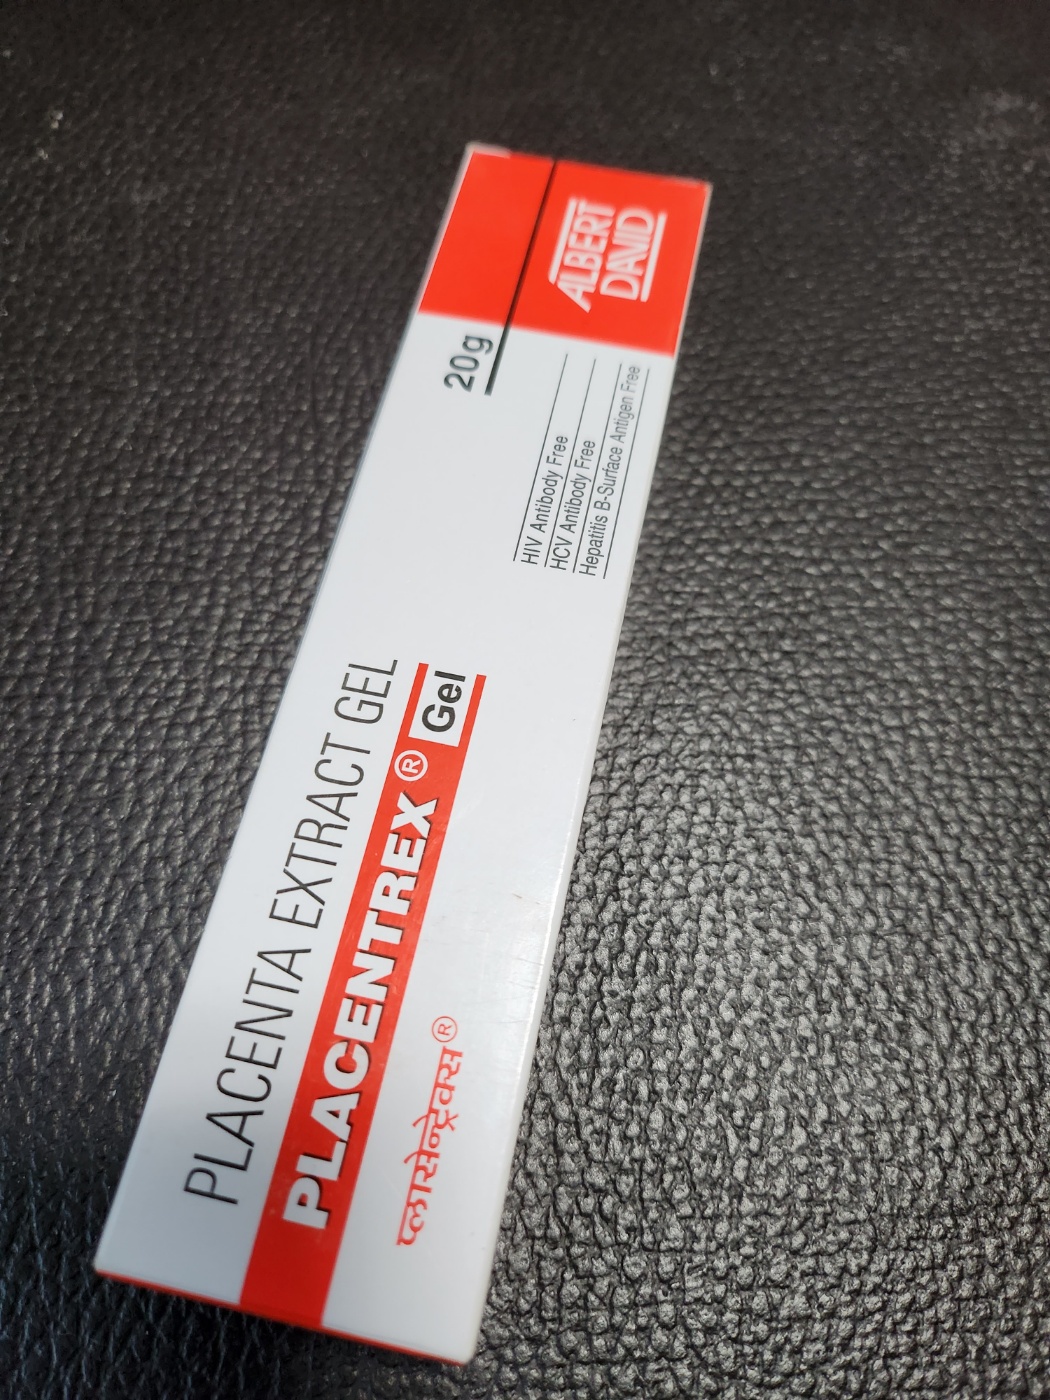 PLACENTA EXTRACT GEL
PLACENTREX® Gel
प्लासेन्ट्रेक्स®
20g
HIV Antibody Free
HCV Antibody Free
Hepatitis B-Surface Antigen Free
ALBERT
DAVID